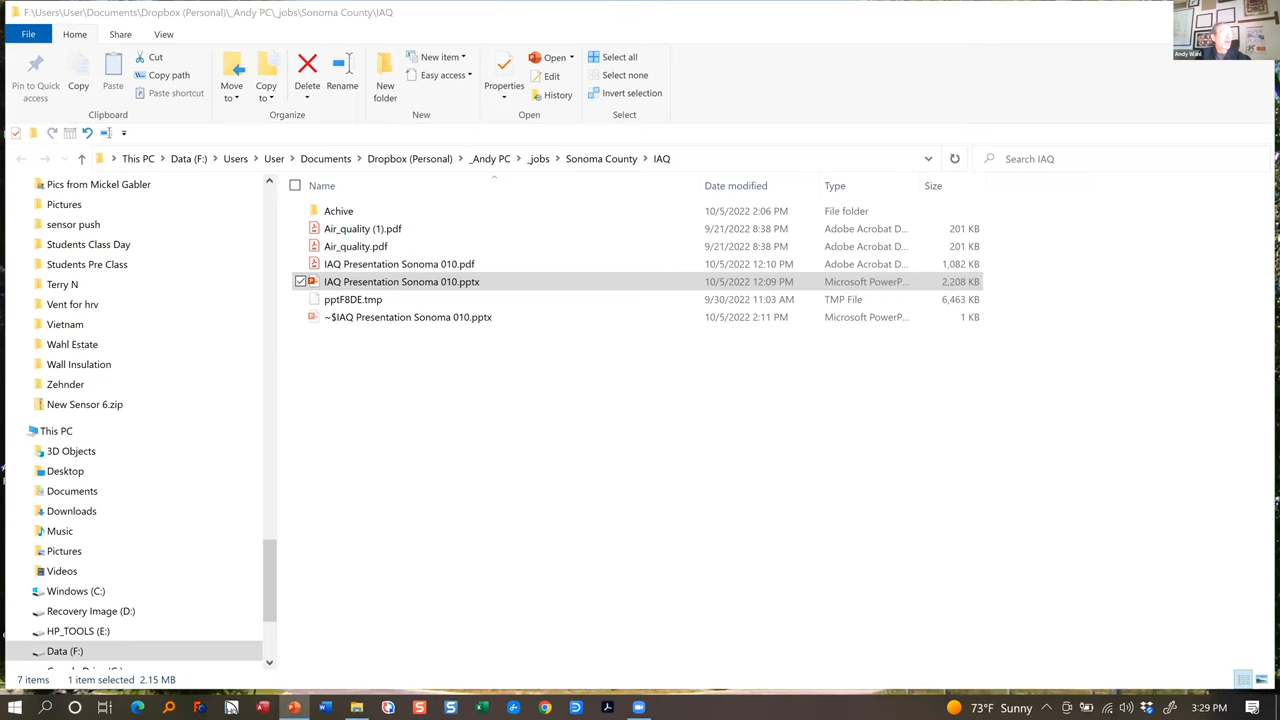 F:\Users\User\Documents\Dropbox (Personal)\_Andy PC\_jobs\Sonoma County\IAQ
File Home Share View
Pin to Quick access
Copy
Paste
Cut
Copy path
Paste shortcut
Clipboard
Move to
Copy to
Delete
Rename
Organize
New folder
New item
Easy access
New
Properties
Open
Edit
History
Open
Select all
Select none
Invert selection
Select
Andy Wahl
This PC Data (F:) Users User Documents Dropbox (Personal) _Andy PC _jobs Sonoma County IAQ
Search IAQ
Name Date modified Type Size
Achive 10/5/2022 2:06 PM File folder
Air_quality (1).pdf 9/21/2022 8:38 PM Adobe Acrobat D... 201 KB
Air_quality.pdf 9/21/2022 8:38 PM Adobe Acrobat D... 201 KB
IAQ Presentation Sonoma 010.pdf 10/5/2022 12:10 PM Adobe Acrobat D... 1,082 KB
IAQ Presentation Sonoma 010.pptx 10/5/2022 12:09 PM Microsoft PowerP... 2,208 KB
pptF8DE.tmp 9/30/2022 11:03 AM TMP File 6,463 KB
~$IAQ Presentation Sonoma 010.pptx 10/5/2022 2:11 PM Microsoft PowerP... 1 KB
Pics from Mickel Gabler
Pictures
sensor push
Students Class Day
Students Pre Class
Terry N
Vent for hrv
Vietnam
Wahl Estate
Wall Insulation
Zehnder
New Sensor 6.zip
This PC
3D Objects
Desktop
Documents
Downloads
Music
Pictures
Videos
Windows (C:)
Recovery Image (D:)
HP_TOOLS (E:)
Data (F:)
7 items 1 item selected 2.15 MB
73°F Sunny
3:29 PM